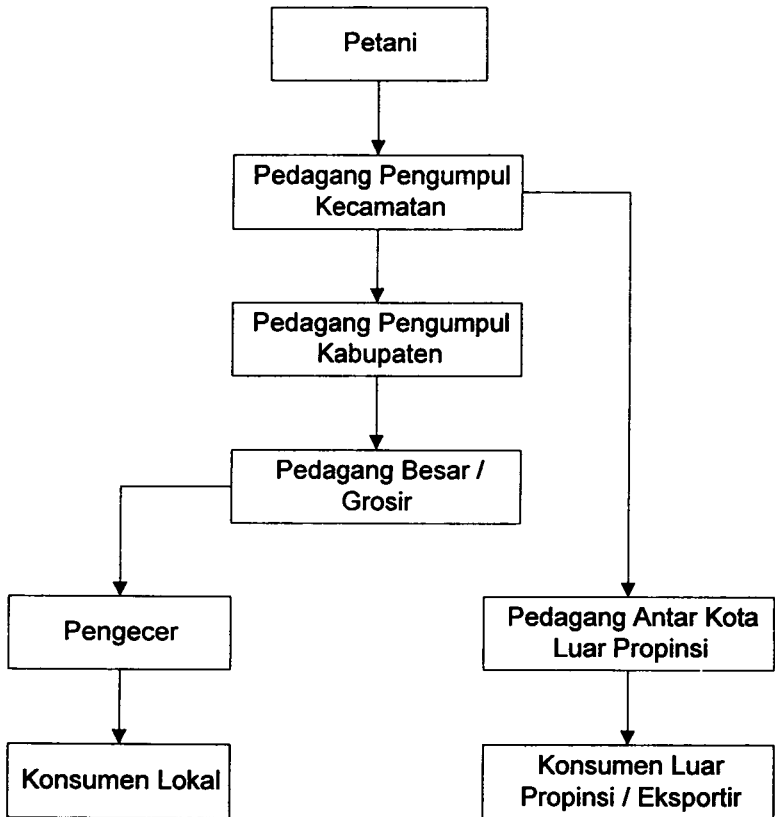 Petani
Pedagang Pengumpul
Kecamatan
Pedagang Pengumpul
Kabupaten
Pedagang Besar /
Grosir
Pengecer
Pedagang Antar Kota
Luar Propinsi
Konsumen Lokal
Konsumen Luar
Propinsi / Eksportir